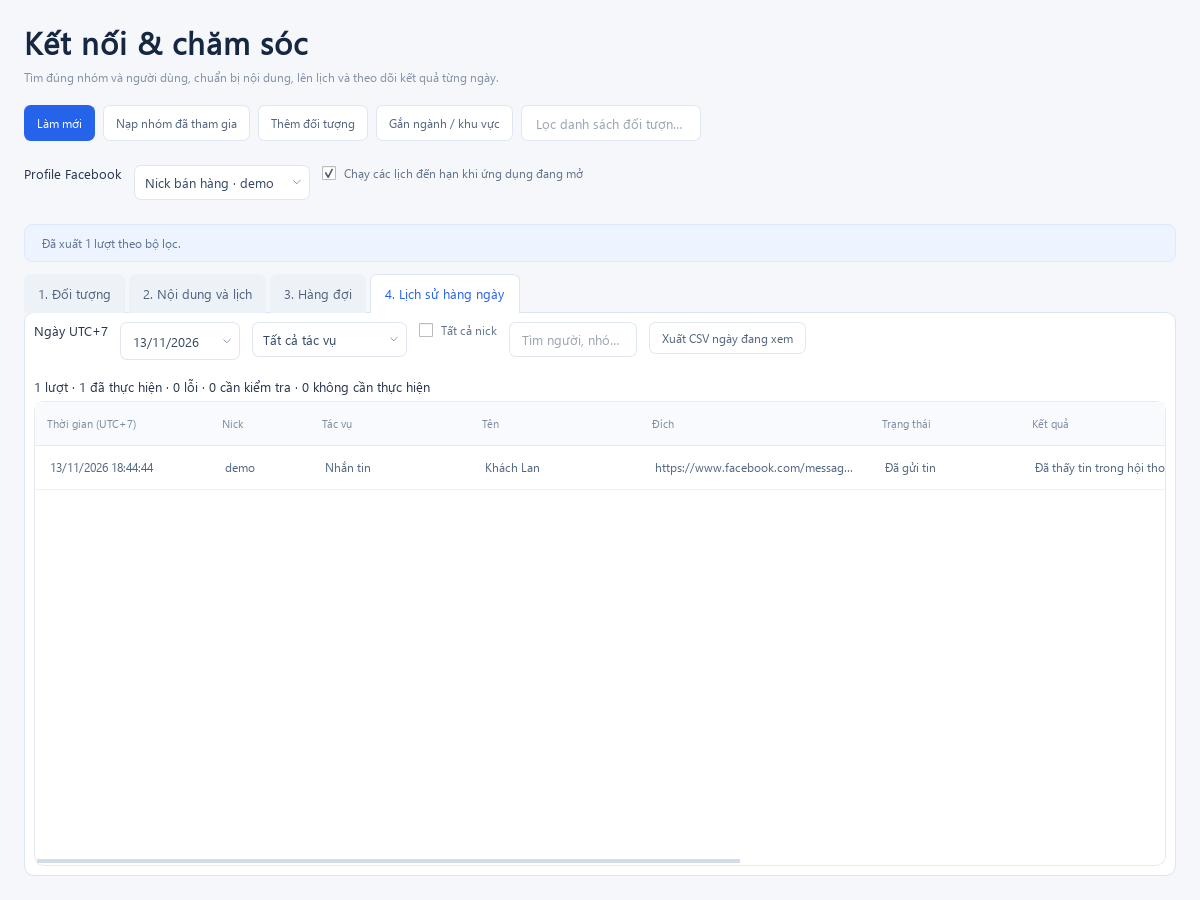 Kết nối & chăm sóc
Tìm đúng nhóm và người dùng, chuẩn bị nội dung, lên lịch và theo dõi kết quả từng ngày.
Làm mới
Nạp nhóm đã tham gia
Thêm đối tượng
Gắn ngành / khu vực
Lọc danh sách đối tượn...
Profile Facebook
Nick bán hàng · demo
Chạy các lịch đến hạn khi ứng dụng đang mở
Đã xuất 1 lượt theo bộ lọc.
1. Đối tượng
2. Nội dung và lịch
3. Hàng đợi
4. Lịch sử hàng ngày
Ngày UTC+7
13/11/2026
Tất cả tác vụ
Tất cả nick
Tìm người, nhó...
Xuất CSV ngày đang xem
1 lượt · 1 đã thực hiện · 0 lỗi · 0 cần kiểm tra · 0 không cần thực hiện
Thời gian (UTC+7)
Nick
Tác vụ
Tên
Đích
Trạng thái
Kết quả
13/11/2026 18:44:44
demo
Nhắn tin
Khách Lan
https://www.facebook.com/messag...
Đã gửi tin
Đã thấy tin trong hội tho